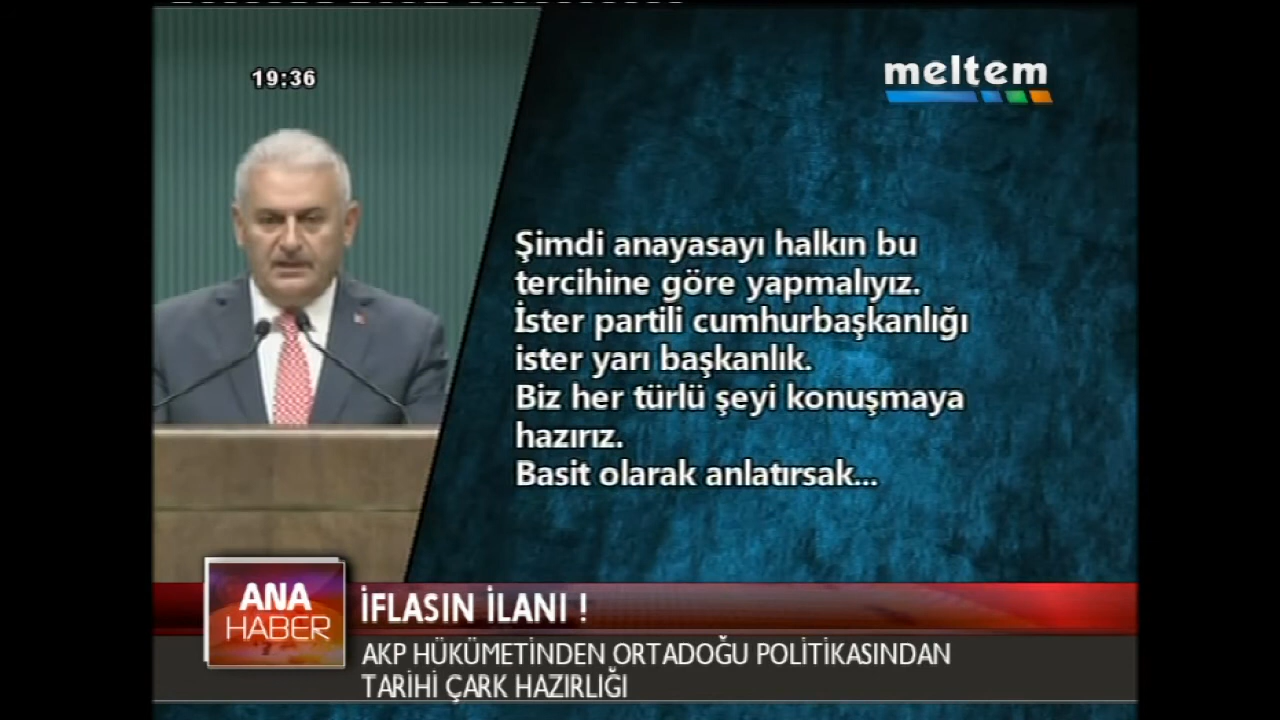 19:36
meltem
Şimdi anayasayı halkın bu
tercihine göre yapmalıyız.
İster partili cumhurbaşkanlığı
ister yarı başkanlık.
Biz her türlü şeyi konuşmaya
hazırız.
Basit olarak anlatırsak...
ANA
HABER
İFLASIN İLANI !
AKP HÜKÜMETİNDEN ORTADOĞU POLİTİKASINDAN
TARİHİ ÇARK HAZIRLIĞI